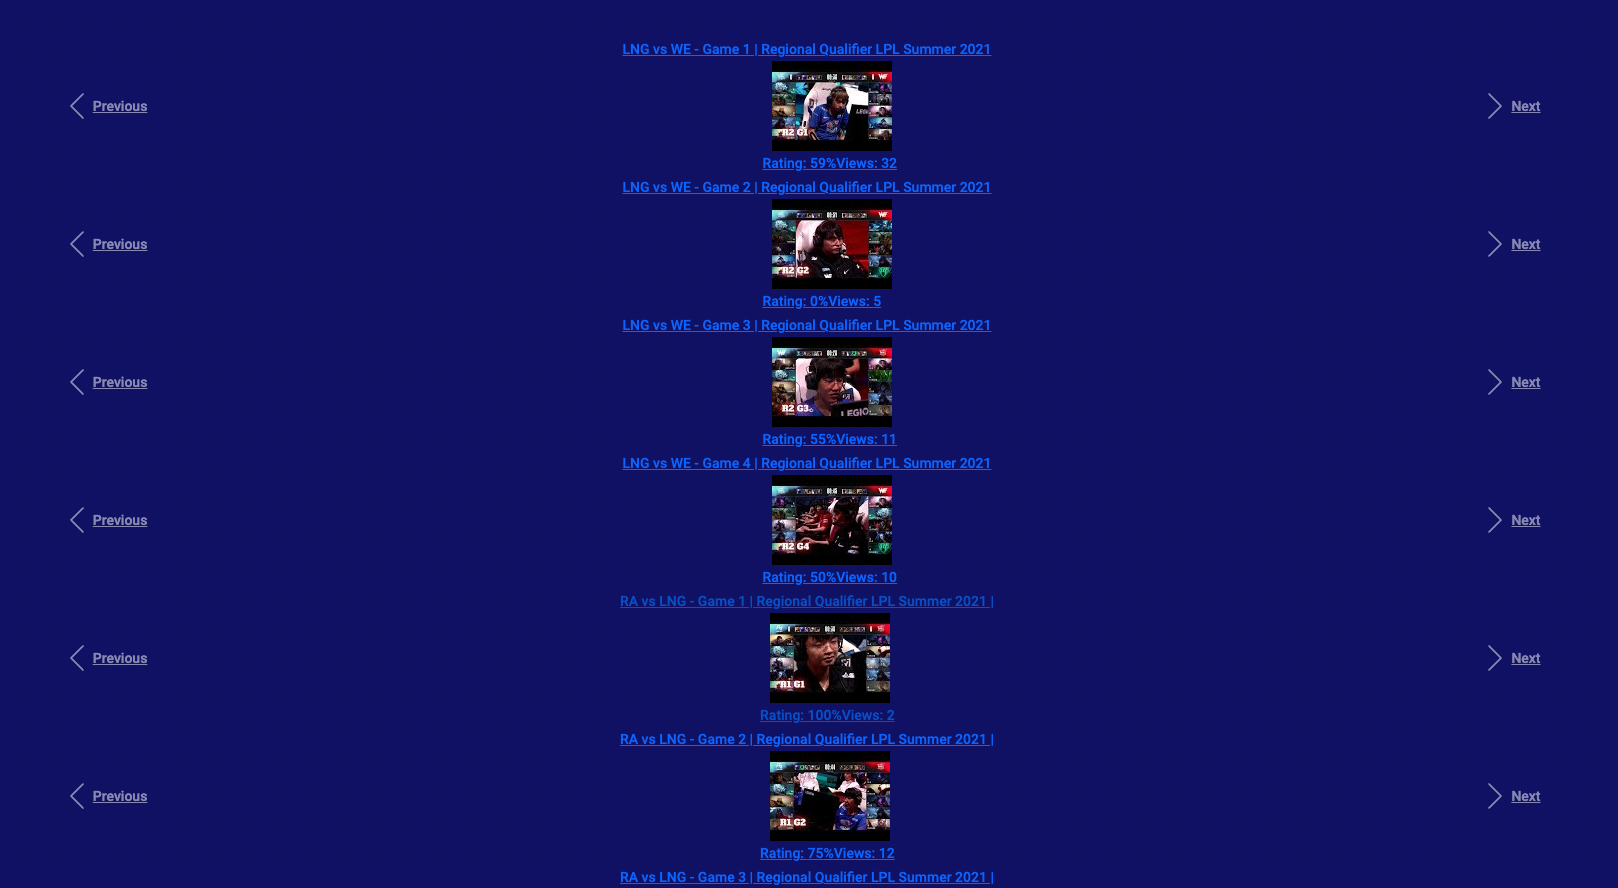 LNG vs WE - Game 1 | Regional Qualifier LPL Summer 2021
Previous
Next
R2 G1
LEGIO
Rating: 59%Views: 32
LNG vs WE - Game 2 | Regional Qualifier LPL Summer 2021
Previous
Next
R2 G2
Rating: 0%Views: 5
LNG vs WE - Game 3 | Regional Qualifier LPL Summer 2021
Previous
Next
R2 G3
LEGIO
Rating: 55%Views: 11
LNG vs WE - Game 4 | Regional Qualifier LPL Summer 2021
Previous
Next
R2 G4
Rating: 50%Views: 10
RA vs LNG - Game 1 | Regional Qualifier LPL Summer 2021 |
Previous
Next
R1 G1
Rating: 100%Views: 2
RA vs LNG - Game 2 | Regional Qualifier LPL Summer 2021 |
Previous
Next
R1 G2
Rating: 75%Views: 12
RA vs LNG - Game 3 | Regional Qualifier LPL Summer 2021 |